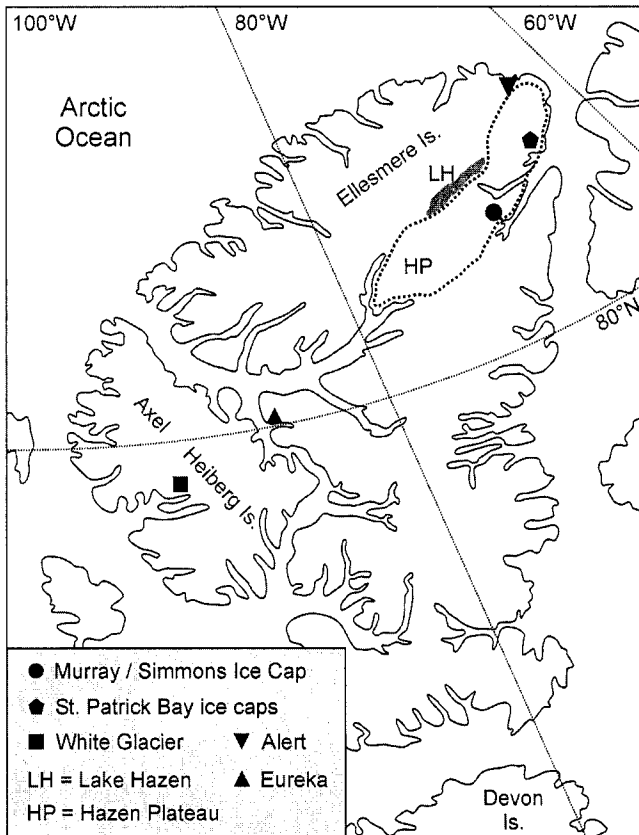 100°W
80°W
60°W
Arctic
Ocean
Ellesmere Is.
LH
HP
80°N
Axel
Heiberg Is.
Murray / Simmons Ice Cap
St. Patrick Bay ice caps
White Glacier
Alert
LH = Lake Hazen
Eureka
HP = Hazen Plateau
Devon
Is.